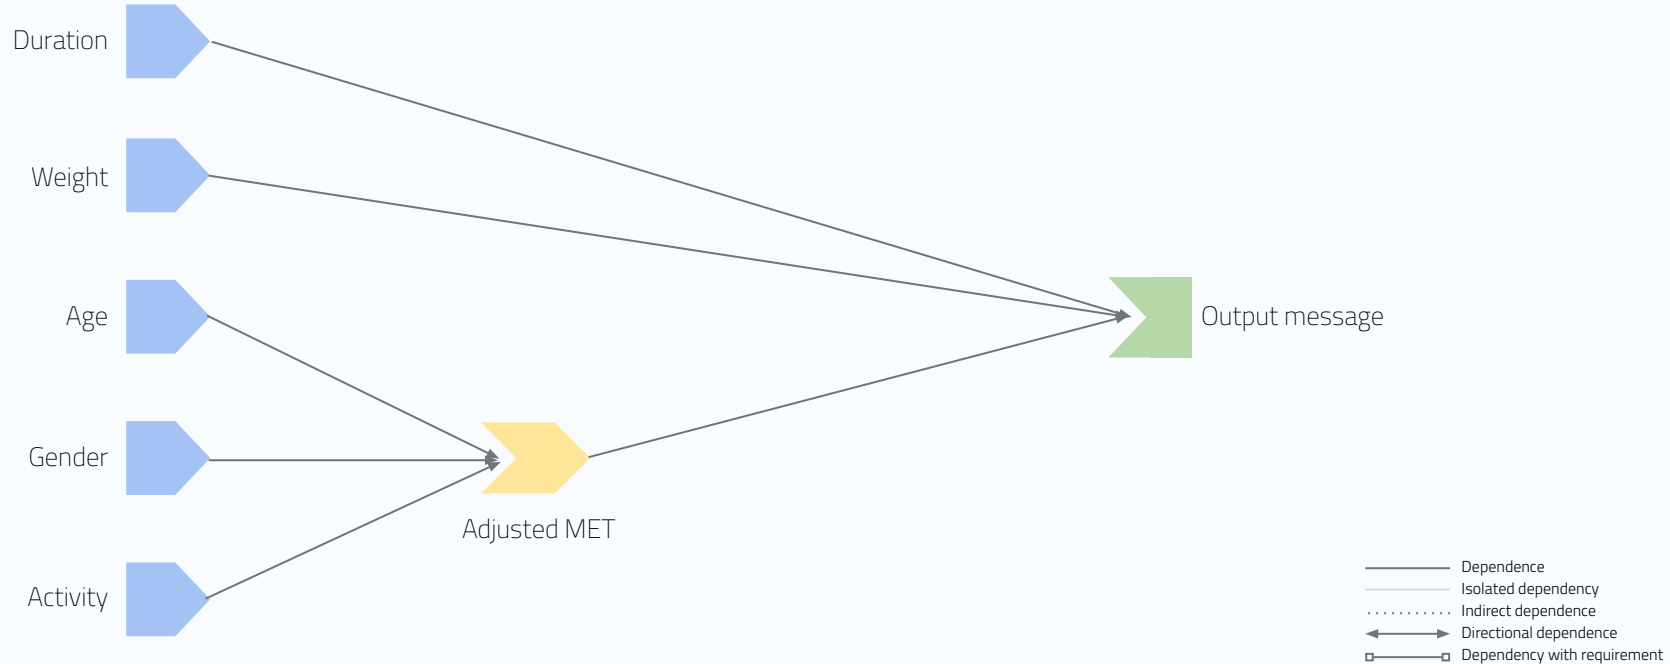 Duration
Weight
Age
Output message
Gender
Adjusted MET
Activity
Dependence
Isolated dependency
Indirect dependence
Directional dependence
Dependency with requirement